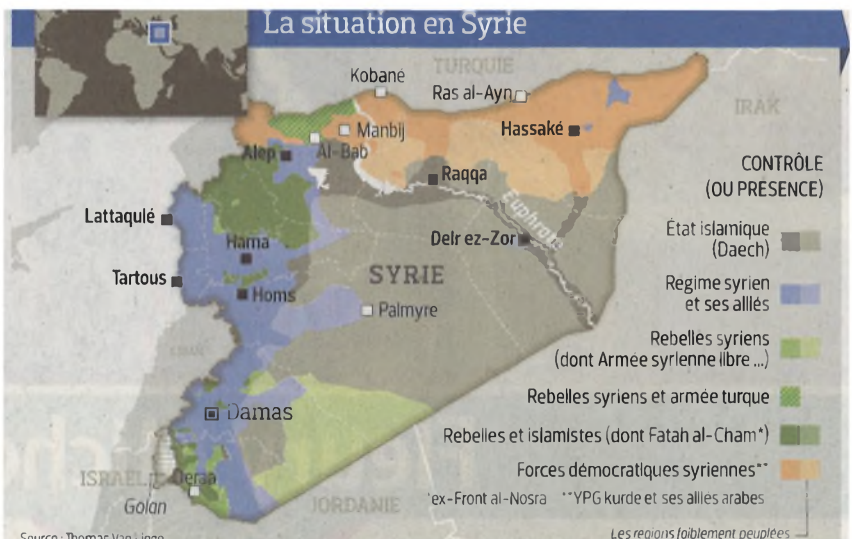 La situation en Syrie
TURQUIE
Kobané
Ras al-Ayn
IRAK
Manbij
Hassaké
Alep
Al-Bab
CONTRÔLE
(OU PRESENCE)
Raqqa
Euphrate
Lattaquié
État islamique
(Daech)
Hama
Deir ez-Zor
SYRIE
Tartous
Homs
Regime syrien
et ses alliés
Palmyre
LIBAN
Rebelles syriens
(dont Armée syrienne libre ...)
Rebelles syriens et armée turque
Damas
Rebelles et islamistes (dont Fatah al-Cham*)
Forces démocratiques syriennes**
ISRAEL
Deraa
JORDANIE
*ex-Front al-Nosra **YPG kurde et ses alliés arabes
Golan
Source : Thomas Van Linge
Les regions faiblement peuplées